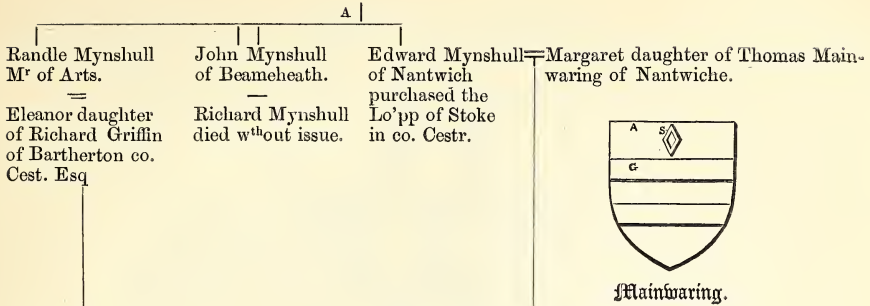 A
Randle Mynshull
Mʳ of Arts.
=
Eleanor daughter
of Richard Griffin
of Bartherton co.
Cest. Esq
John Mynshull
of Beameheath.
—
Richard Mynshull
died wᵗʰout issue.
Edward Mynshull
of Nantwich
purchased the
Lo'pp of Stoke
in co. Cestr.
=
Margaret daughter of Thomas Main-
waring of Nantwiche.
A S
G
Mainwaring.